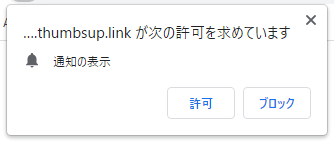 ....thumbsup.link が次の許可を求めています
通知の表示
許可
ブロック